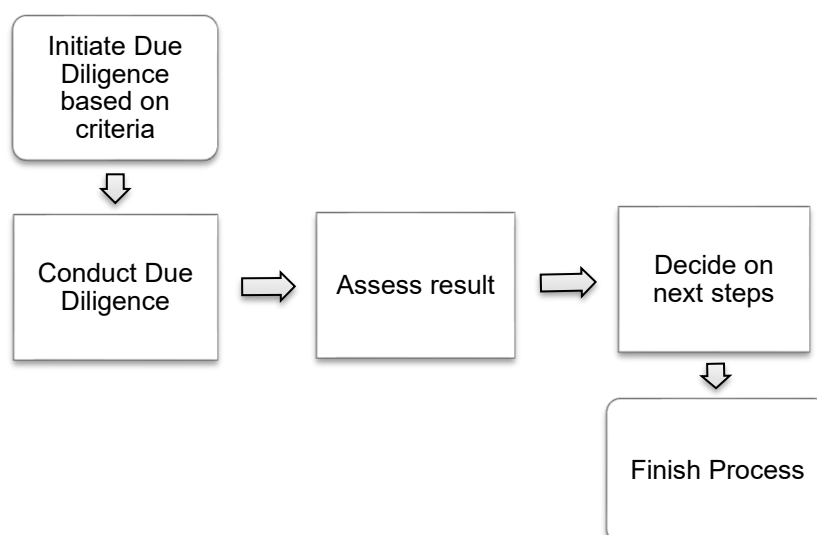 Initiate Due
Diligence
based on
criteria
Conduct Due
Diligence
Assess result
Decide on
next steps
Finish Process